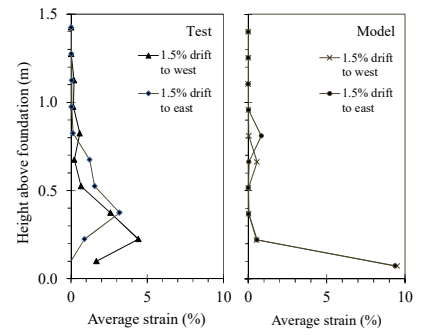 1.5
1.0
0.5
0.0
Height above foundation (m)
Test
1.5% drift
to west
1.5% drift
to east
0
5
10
Average strain (%)
Model
1.5% drift
to west
1.5% drift
to east
0
5
10
Average strain (%)